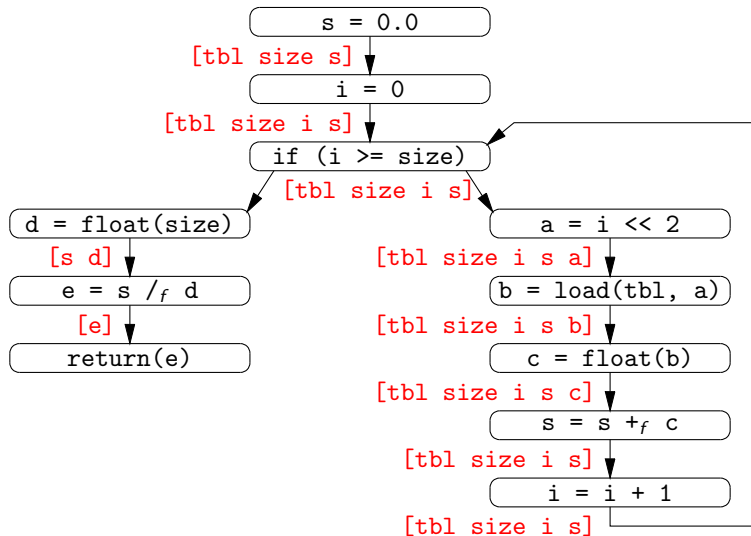 s = 0.0
[tbl size s]
i = 0
[tbl size i s]
if (i >= size)
[tbl size i s]
d = float(size)
[s d]
e = s /f d
[e]
return(e)
a = i << 2
[tbl size i s a]
b = load(tbl, a)
[tbl size i s b]
c = float(b)
[tbl size i s c]
s = s +f c
[tbl size i s]
i = i + 1
[tbl size i s]